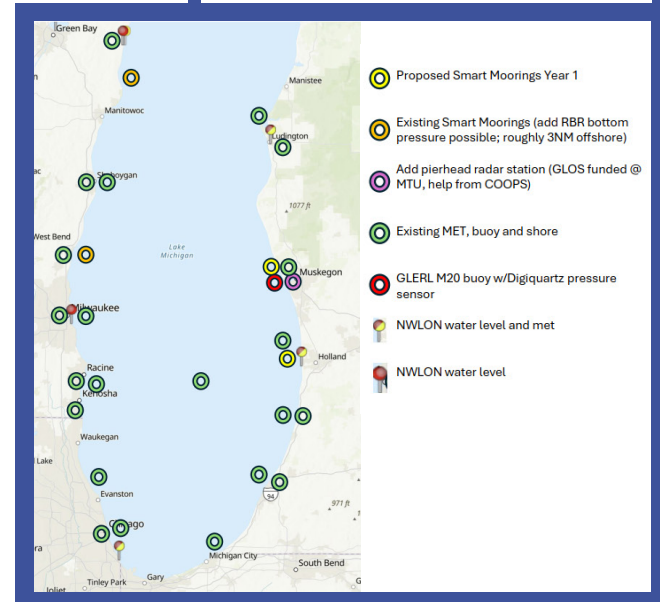 Green Bay
Manistee
Manitowoc
Ludington
Sheboygan
1077 ft
West Bend
Lake
Michigan
Muskegon
Milwaukee
Holland
Racine
Kenosha
Waukegan
Lake
94
971 ft
Evanston
Chicago
Michigan City
South Bend
Tinley Park
Gary
Joliet
Proposed Smart Moorings Year 1
Existing Smart Moorings (add RBR bottom
pressure possible; roughly 3NM offshore)
Add pierhead radar station (GLOS funded @
MTU, help from COOPS)
Existing MET, buoy and shore
GLERL M20 buoy w/Digiquartz pressure
sensor
NWLON water level and met
NWLON water level